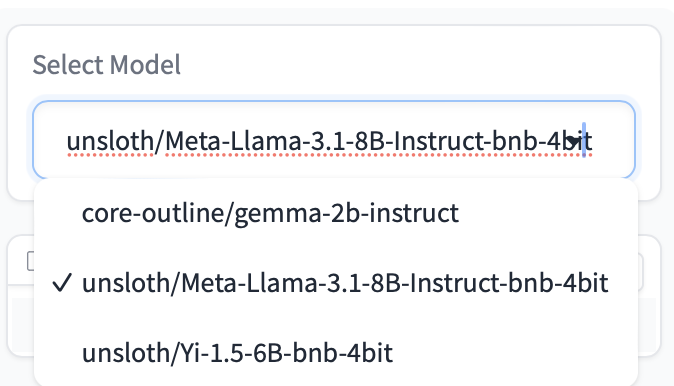 Select Model
unsloth/Meta-Llama-3.1-8B-Instruct-bnb-4bit
core-outline/gemma-2b-instruct
unsloth/Meta-Llama-3.1-8B-Instruct-bnb-4bit
unsloth/Yi-1.5-6B-bnb-4bit